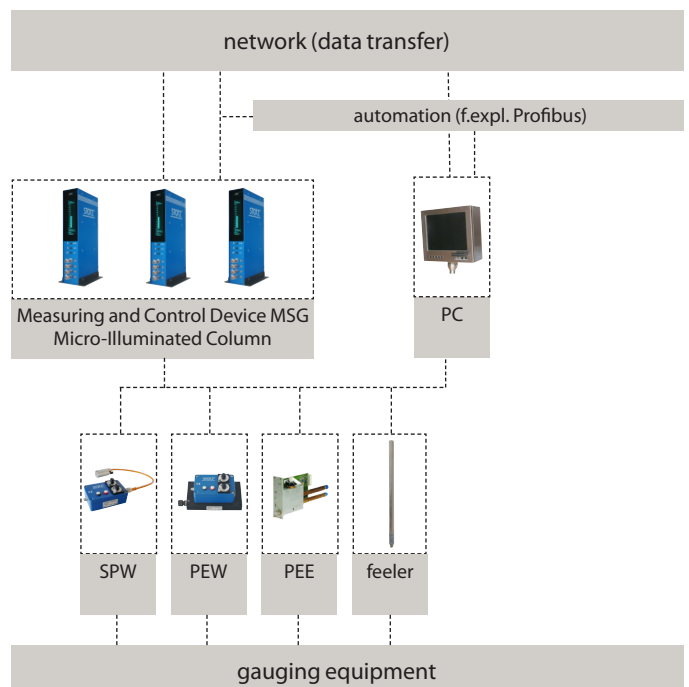 network (data transfer)
automation (f.expl. Profibus)
Measuring and Control Device MSG
Micro-Illuminated Column
PC
SPW
PEW
PEE
feeler
gauging equipment